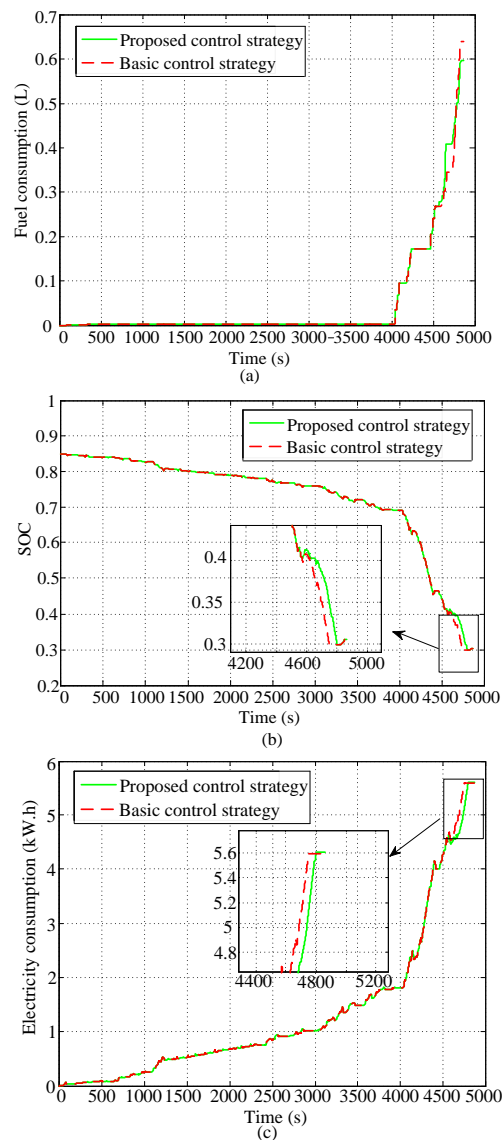 Fuel consumption (L)
0.7
0.6
0.5
0.4
0.3
0.2
0.1
0
Proposed control strategy
Basic control strategy
0 500 1000 1500 2000 2500 3000-3500 4000 4500 5000
Time (s)
(a)
SOC
1
0.9
0.8
0.7
0.6
0.5
0.4
0.3
0.2
Proposed control strategy
Basic control strategy
0.4
0.35
0.3
4200 4600 5000
0 500 1000 1500 2000 2500 3000 3500 4000 4500 5000
Time (s)
(b)
Electricity consumption (kW.h)
6
5
4
3
2
1
0
Proposed control strategy
Basic control strategy
5.6
5.4
5.2
5
4.8
4400 4800 5200
0 500 1000 1500 2000 2500 3000 3500 4000 4500 5000
Time (s)
(c)